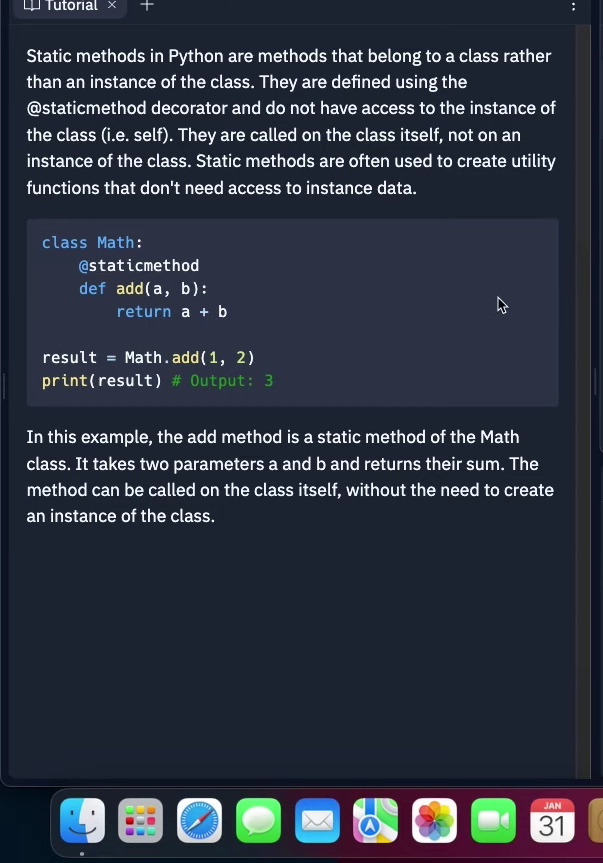 Tutorial × +
Static methods in Python are methods that belong to a class rather
than an instance of the class. They are defined using the
@staticmethod decorator and do not have access to the instance of
the class (i.e. self). They are called on the class itself, not on an
instance of the class. Static methods are often used to create utility
functions that don't need access to instance data.
class Math:
    @staticmethod
    def add(a, b):
        return a + b
result = Math.add(1, 2)
print(result) # Output: 3
In this example, the add method is a static method of the Math
class. It takes two parameters a and b and returns their sum. The
method can be called on the class itself, without the need to create
an instance of the class.
JAN
31